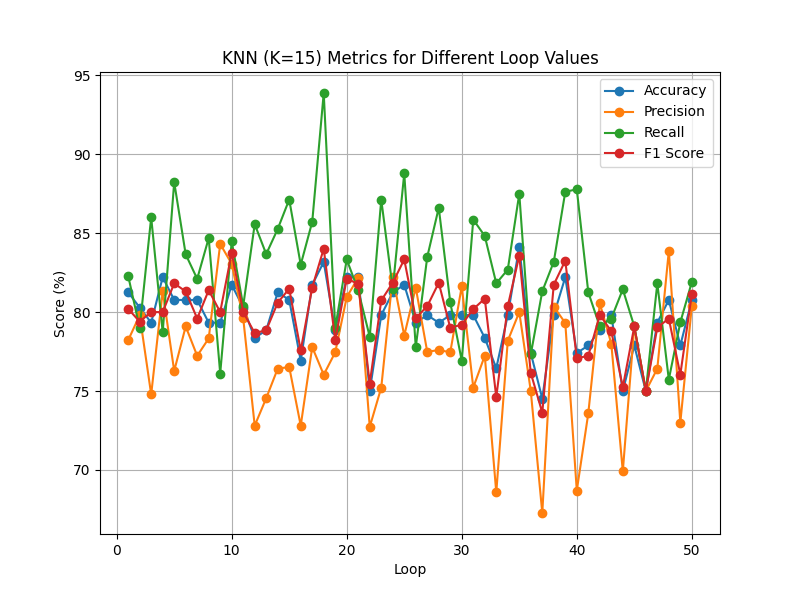 KNN (K=15) Metrics for Different Loop Values
Accuracy
Precision
Recall
F1 Score
Score (%)
95
90
85
80
75
70
0 10 20 30 40 50
Loop